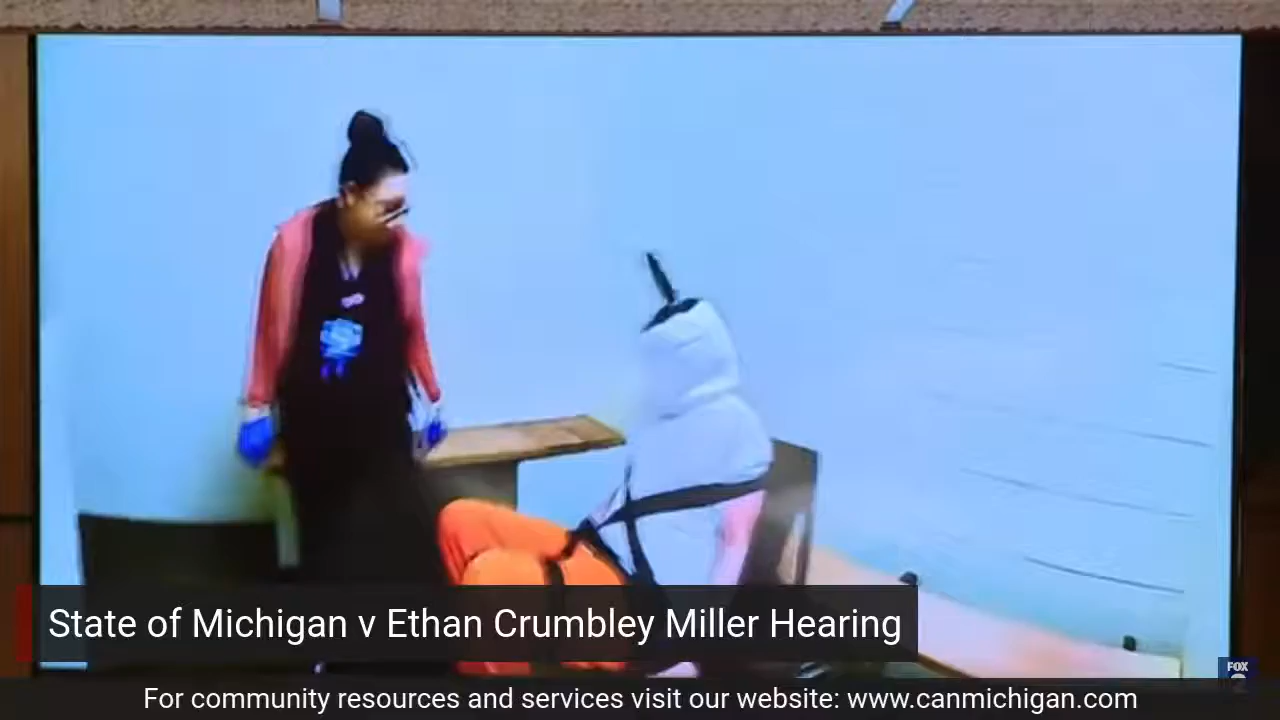 State of Michigan v Ethan Crumbley Miller Hearing
FOX
2
For community resources and services visit our website: www.canmichigan.com